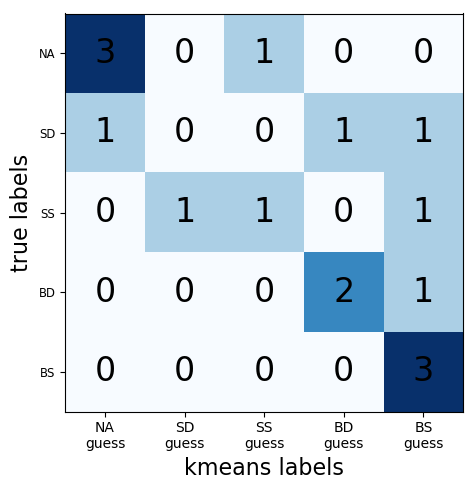 NA 3 0 1 0 0
SD 1 0 0 1 1
SS 0 1 1 0 1
BD 0 0 0 2 1
BS 0 0 0 0 3
true labels
NA SD SS BD BS
guess guess guess guess guess
kmeans labels